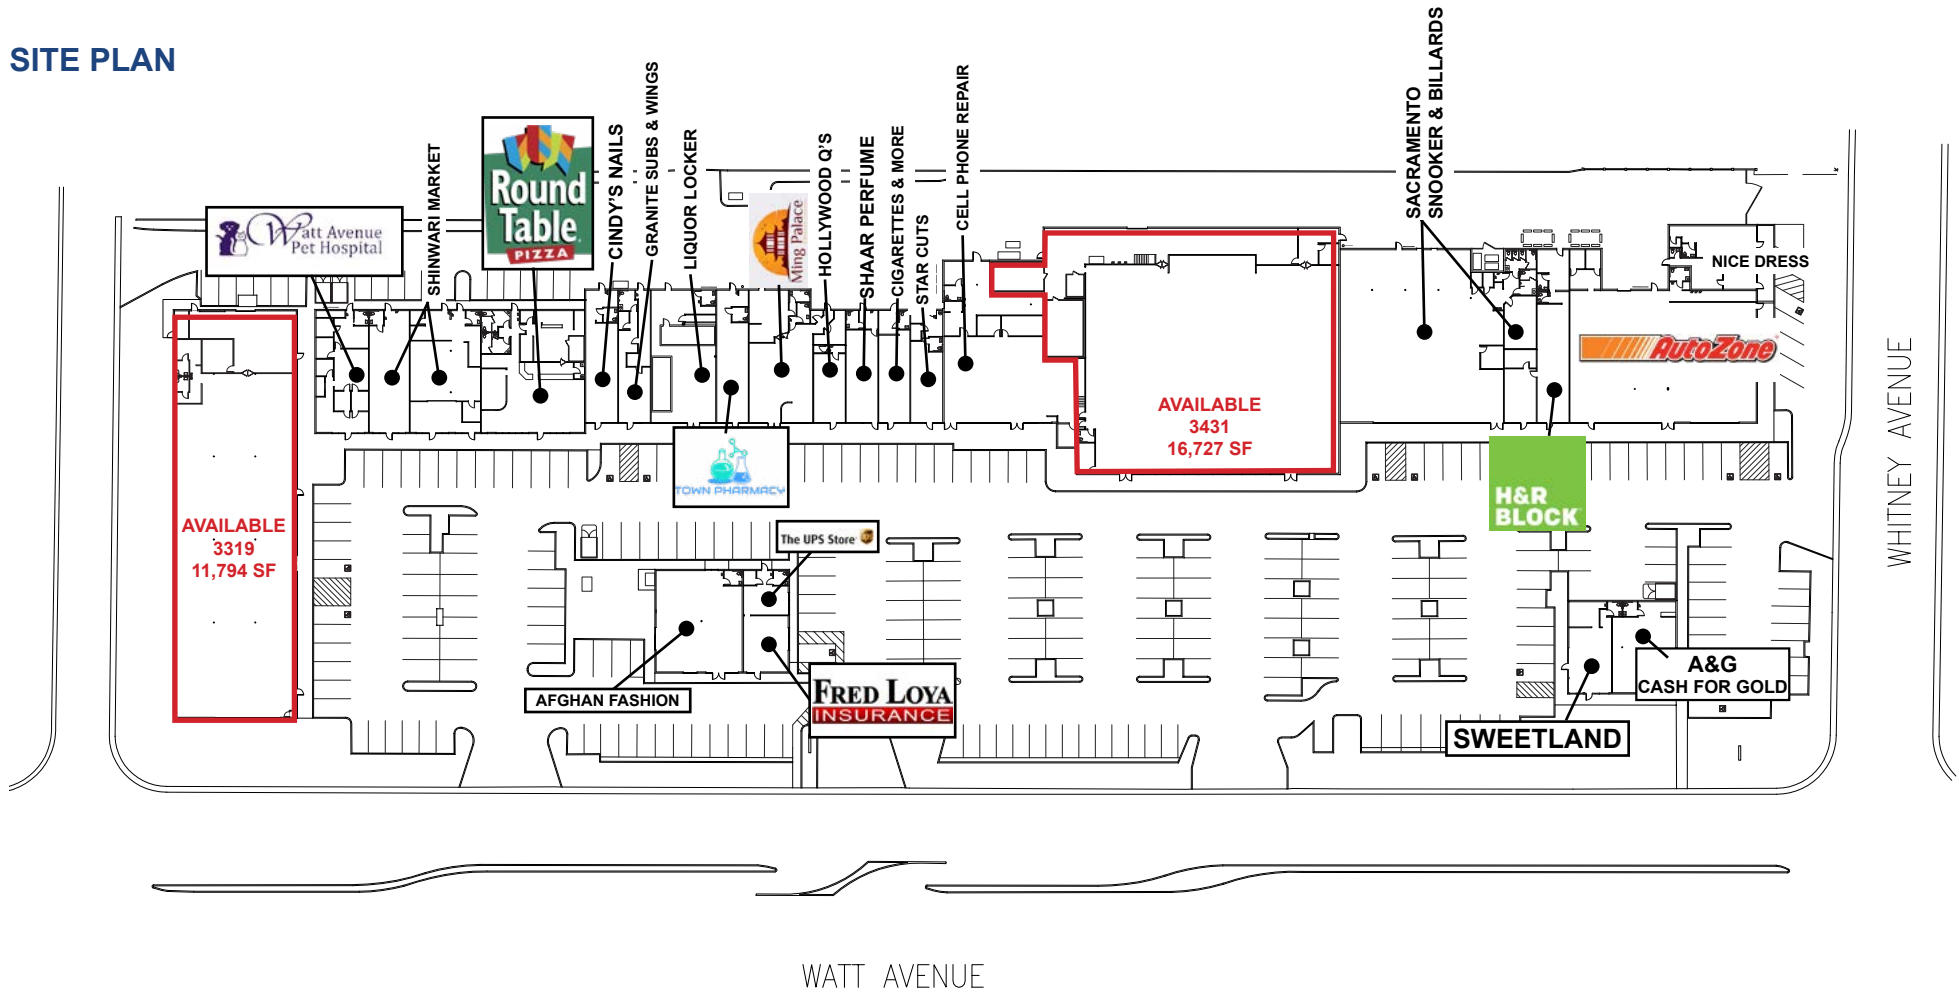 SITE PLAN
Watt Avenue
Pet Hospital
SHINWARI MARKET
Round
Table
PIZZA
CINDY'S NAILS
GRANITE SUBS & WINGS
LIQUOR LOCKER
TOWN PHARMACY
Ming Palace
HOLLYWOOD Q'S
SHAAR PERFUME
CIGARETTES & MORE
STAR CUTS
CELL PHONE REPAIR
SACRAMENTO
SNOOKER & BILLARDS
NICE DRESS
AutoZone
H&R
BLOCK
AVAILABLE
3431
16,727 SF
AVAILABLE
3319
11,794 SF
The UPS Store
AFGHAN FASHION
FRED LOYA
INSURANCE
A&G
CASH FOR GOLD
SWEETLAND
WHITNEY AVENUE
WATT AVENUE